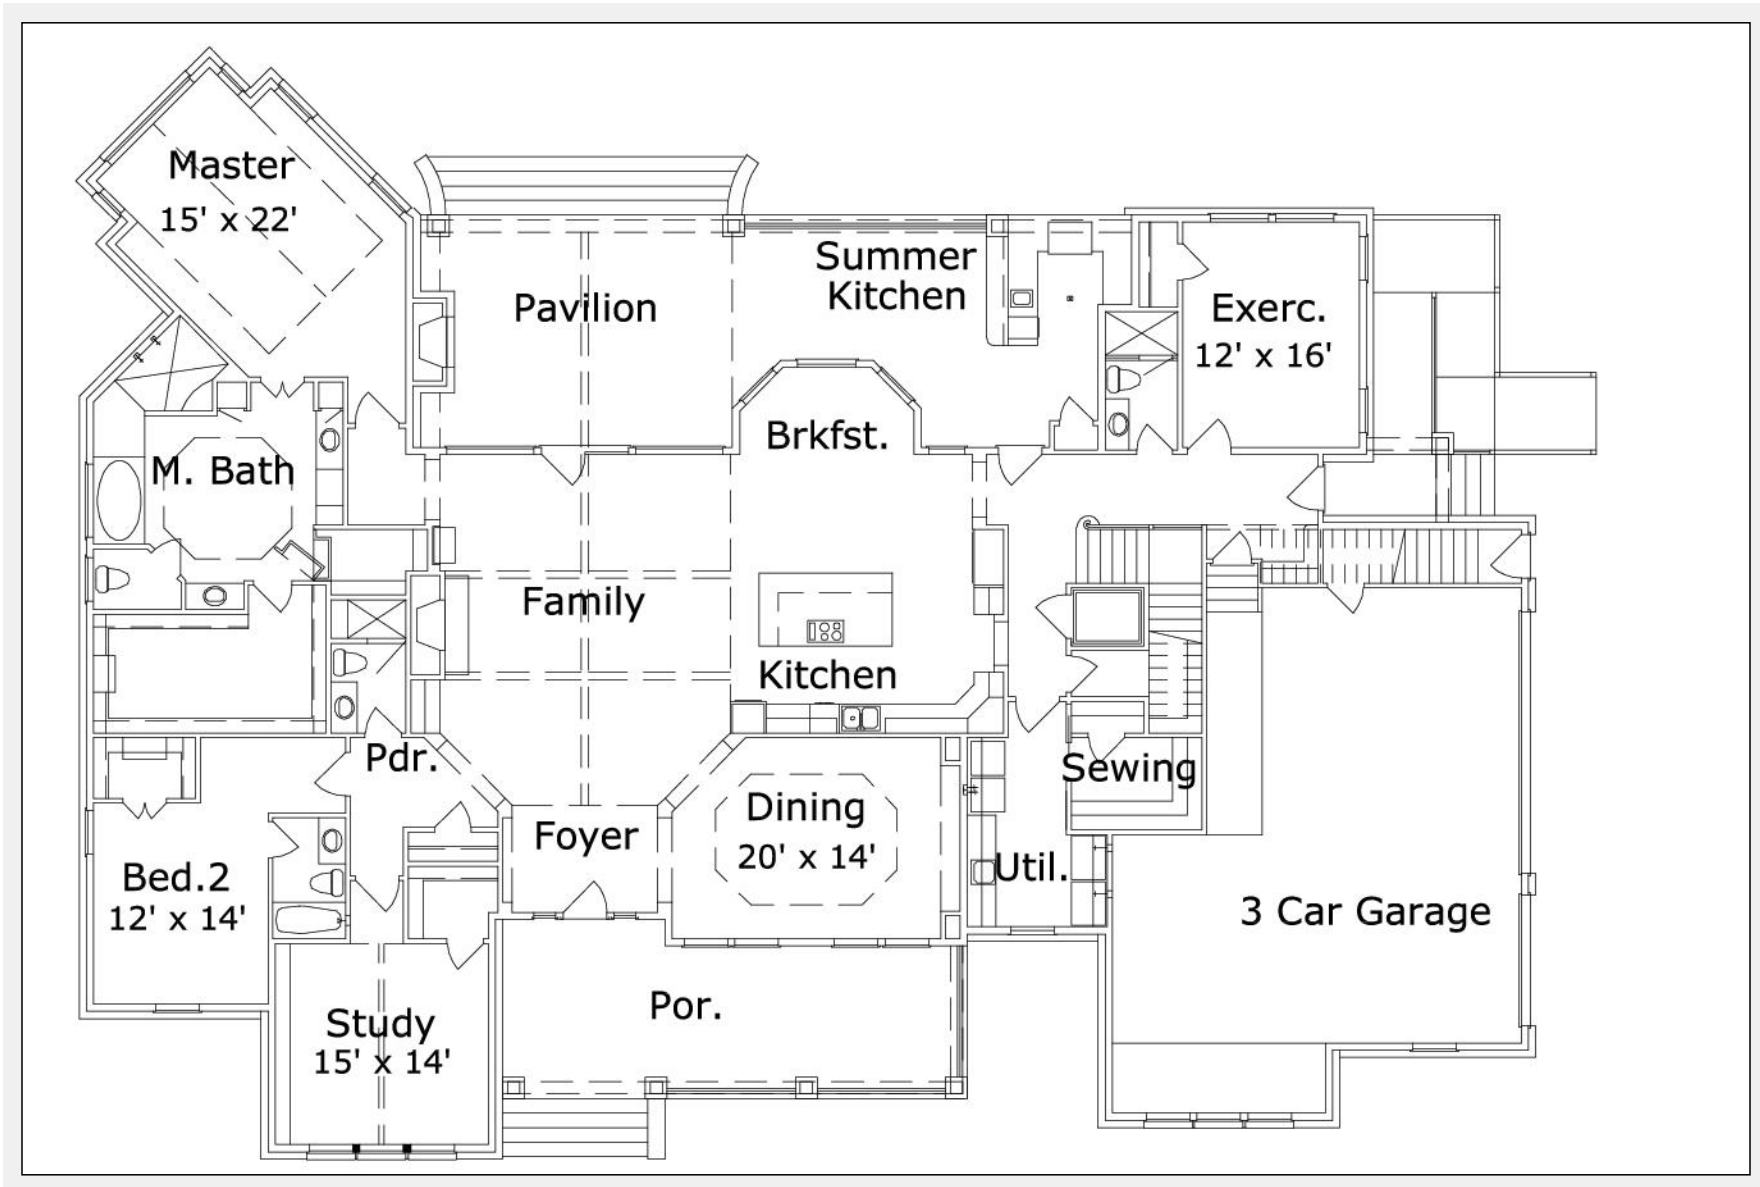 Master
15' x 22'
Summer
Kitchen
Pavilion
Exerc.
12' x 16'
Brkfst.
M. Bath
Family
Kitchen
Pdr.
Sewing
Dining
20' x 14'
Foyer
Util.
Bed.2
12' x 14'
3 Car Garage
Por.
Study
15' x 14'